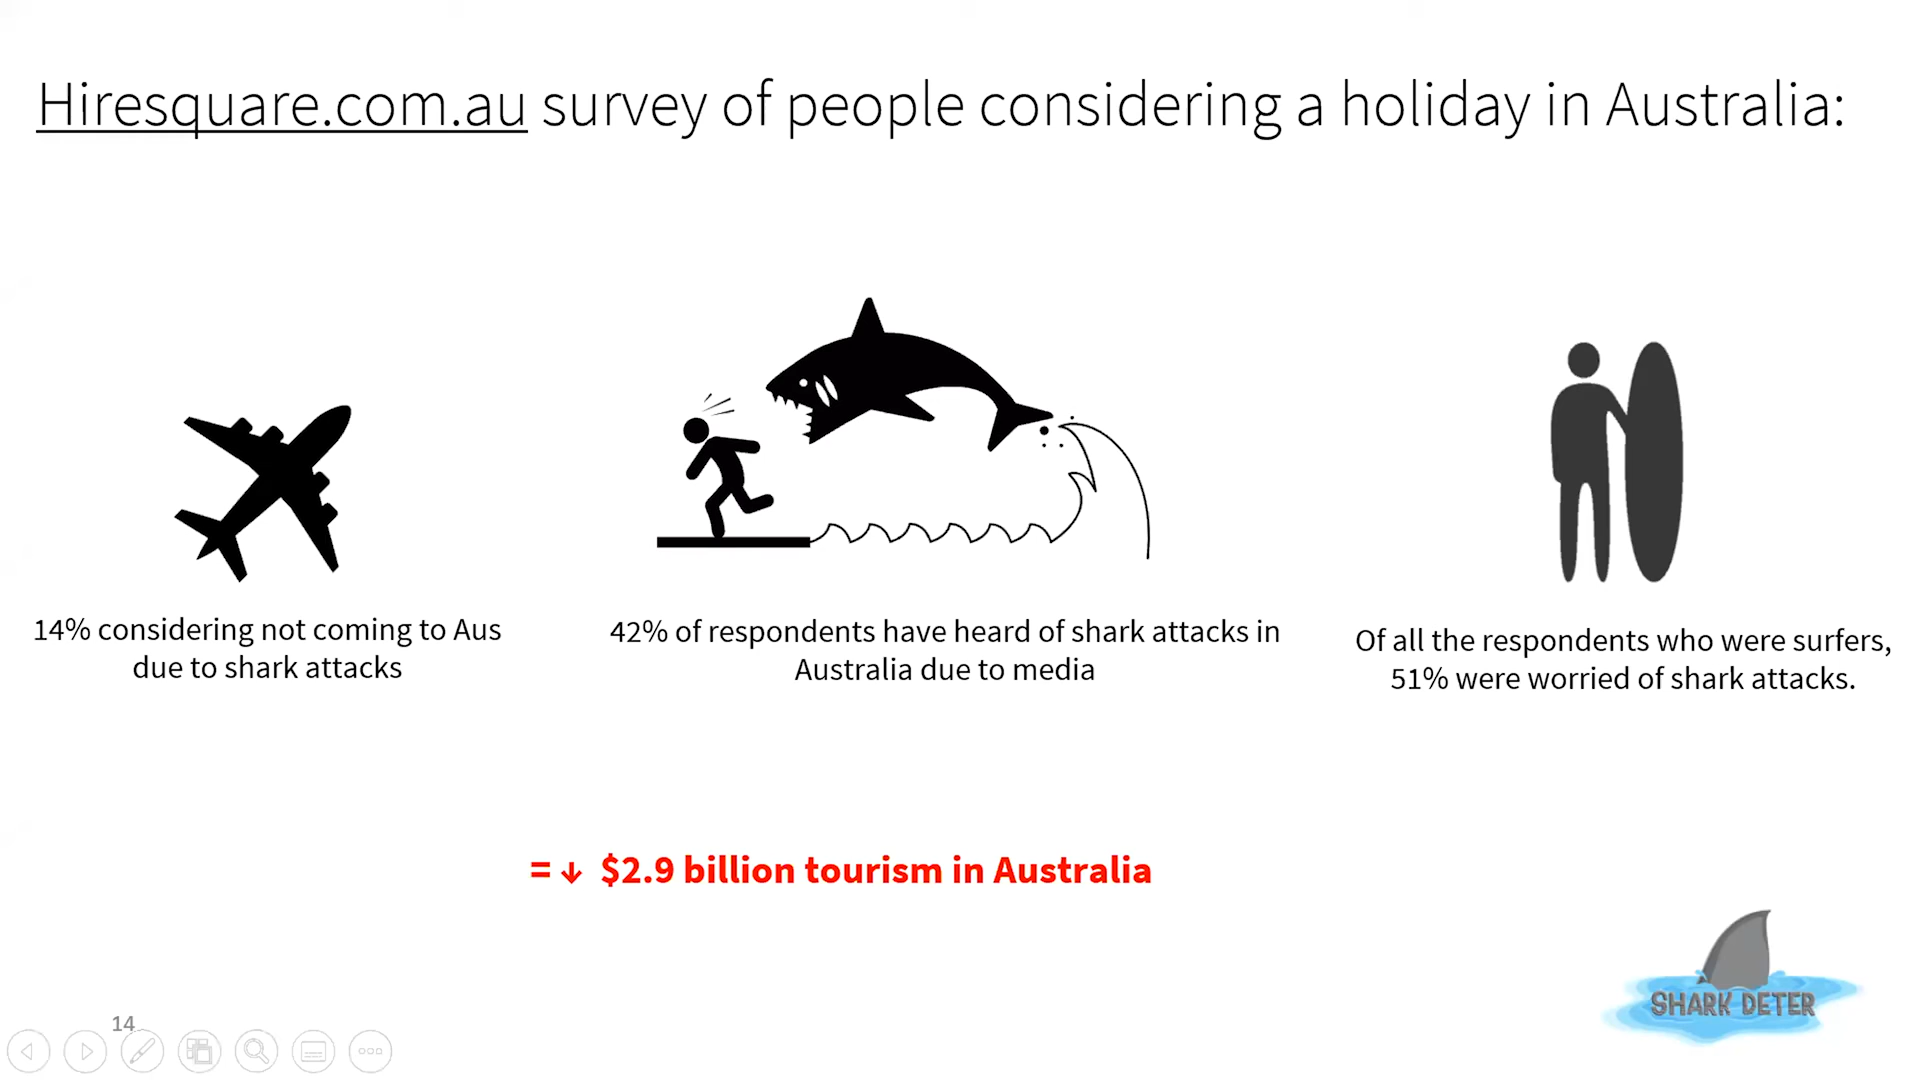 Hiresquare.com.au survey of people considering a holiday in Australia:
14% considering not coming to Aus
due to shark attacks
42% of respondents have heard of shark attacks in
Australia due to media
Of all the respondents who were surfers,
51% were worried of shark attacks.
= ↓ $2.9 billion tourism in Australia
SHARK DETER
14